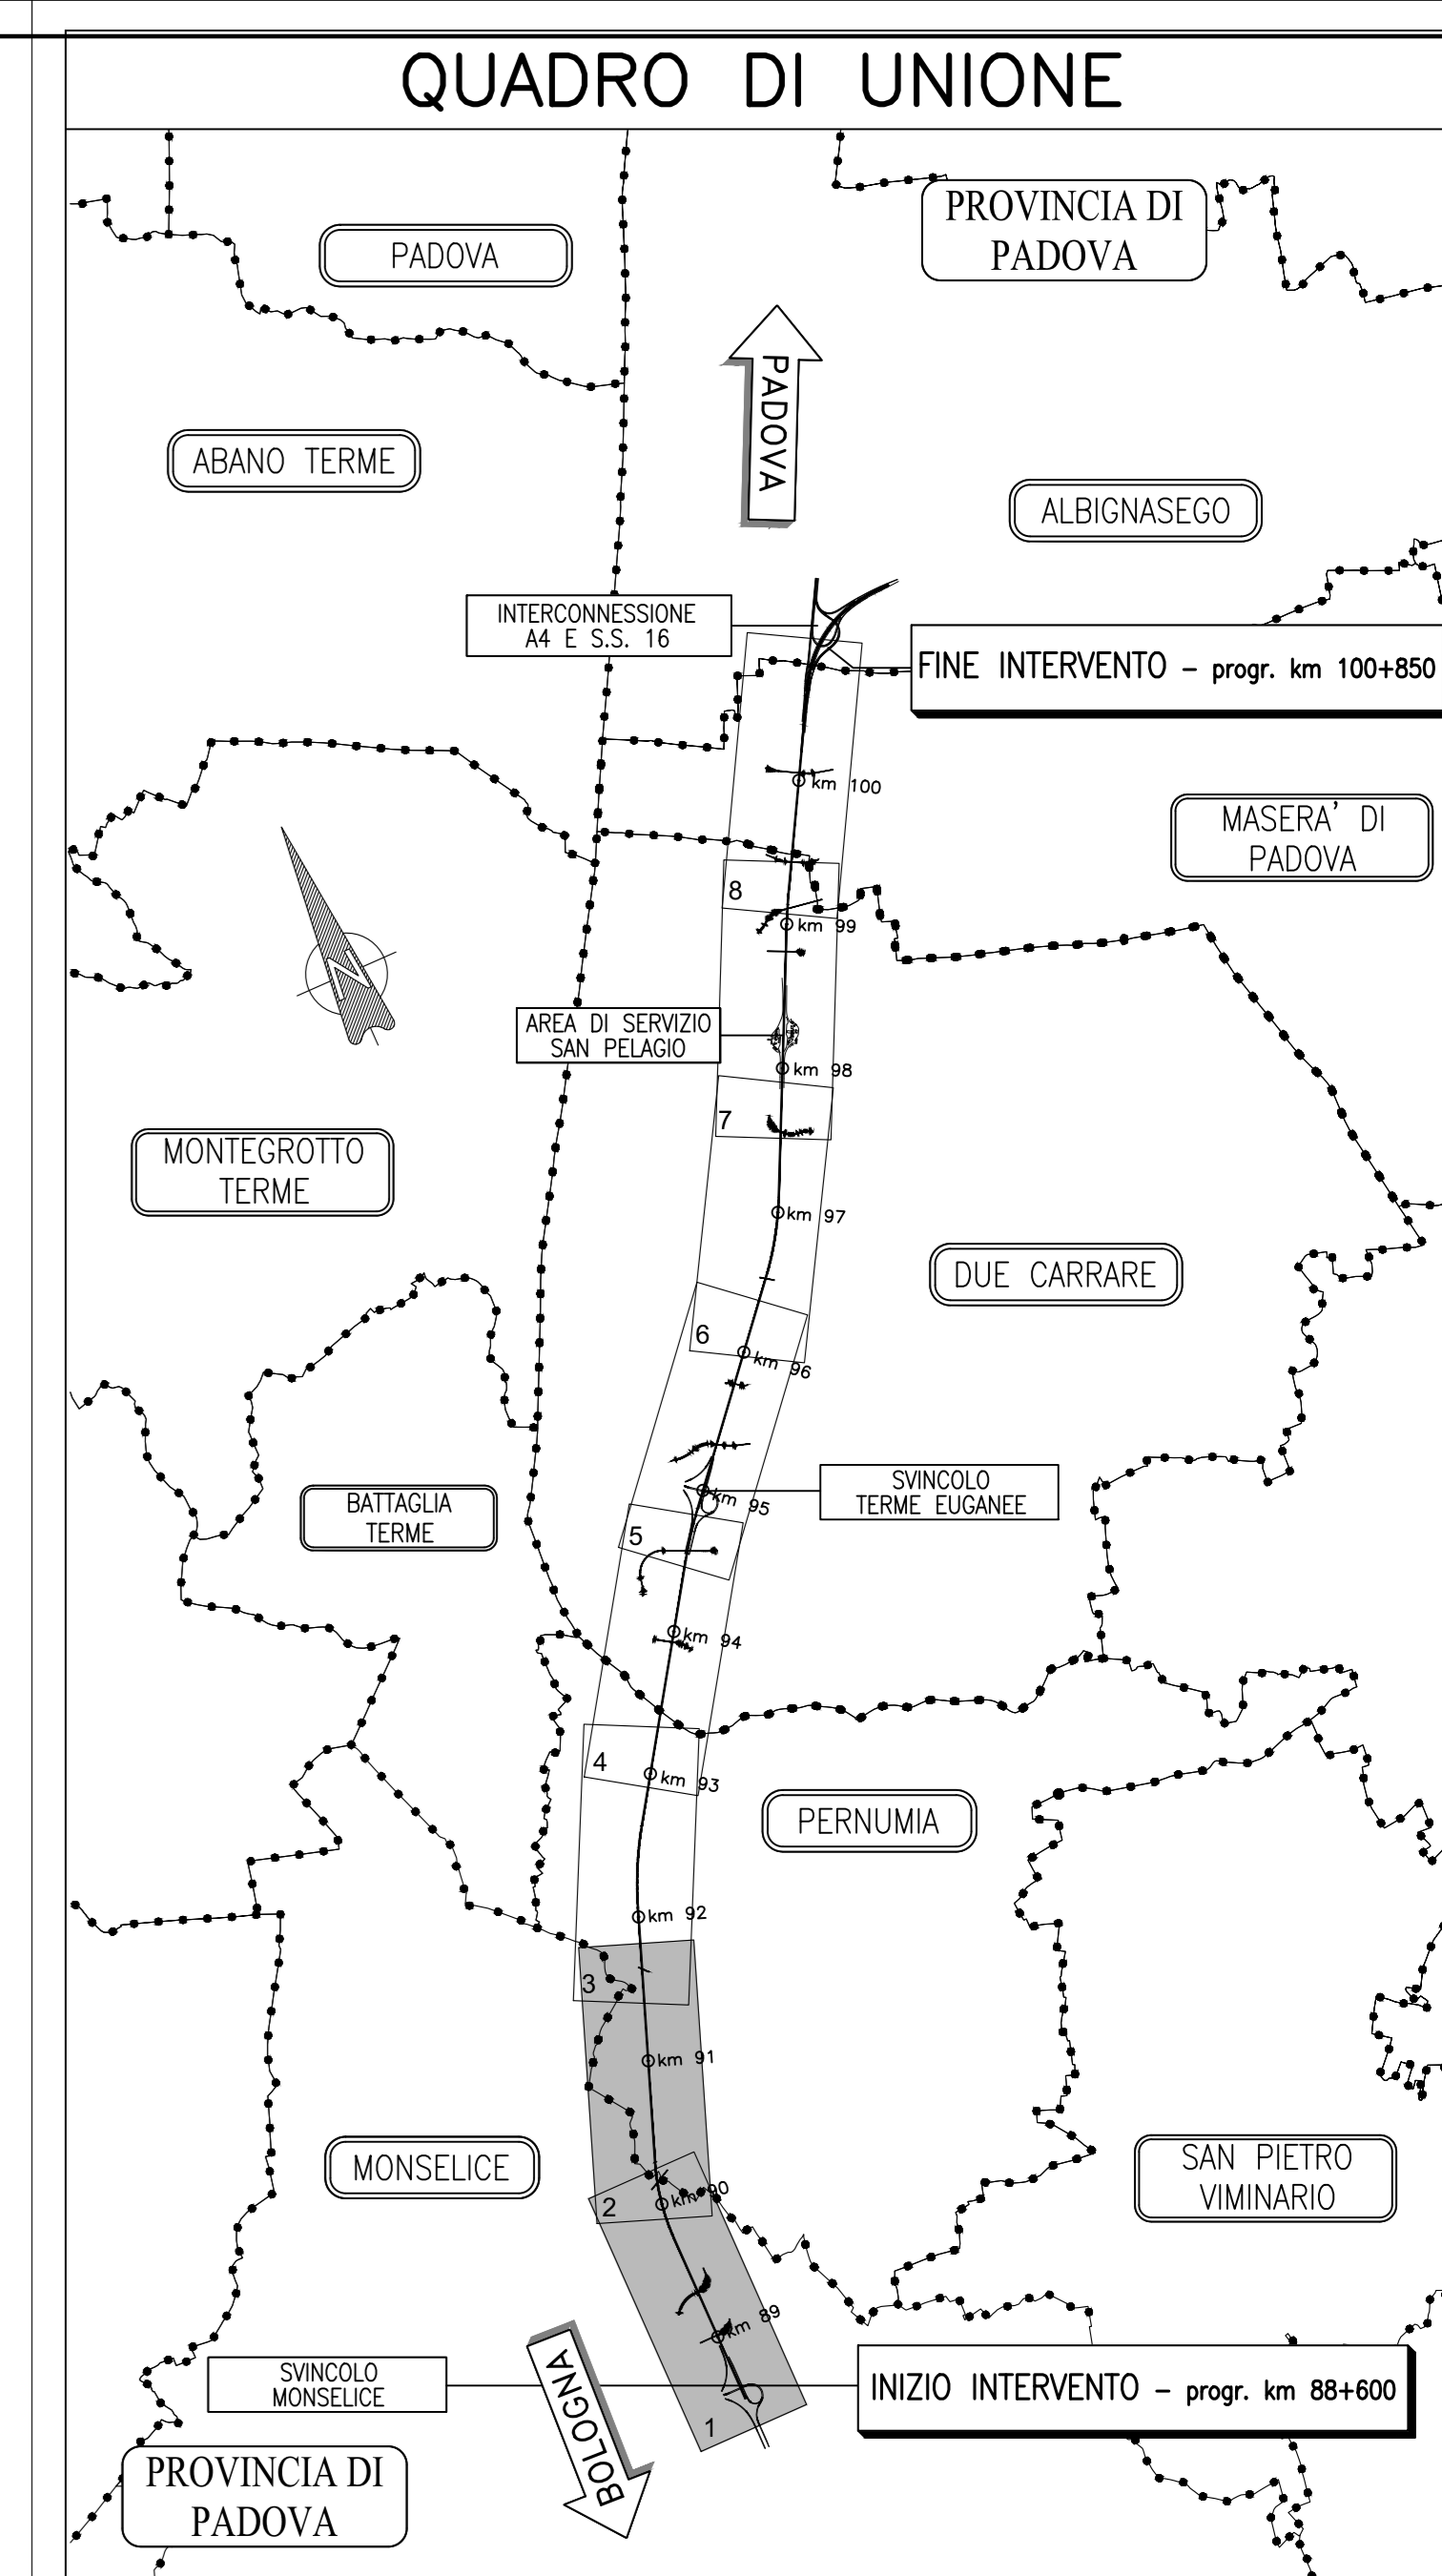 QUADRO DI UNIONE
PROVINCIA DI
PADOVA
PADOVA
PADOVA
ABANO TERME
ALBIGNASEGO
INTERCONNESSIONE
A4 E S.S. 16
FINE INTERVENTO – progr. km 100+850
km 100
MASERA' DI
PADOVA
8
km 99
N
AREA DI SERVIZIO
SAN PELAGIO
km 98
7
MONTEGROTTO
TERME
km 97
DUE CARRARE
6
km 96
SVINCOLO
TERME EUGANEE
km 95
BATTAGLIA
TERME
5
km 94
4
km 93
PERNUMIA
km 92
3
km 91
MONSELICE
SAN PIETRO
VIMINARIO
2
km 90
km 89
SVINCOLO
MONSELICE
BOLOGNA
INIZIO INTERVENTO – progr. km 88+600
1
PROVINCIA DI
PADOVA